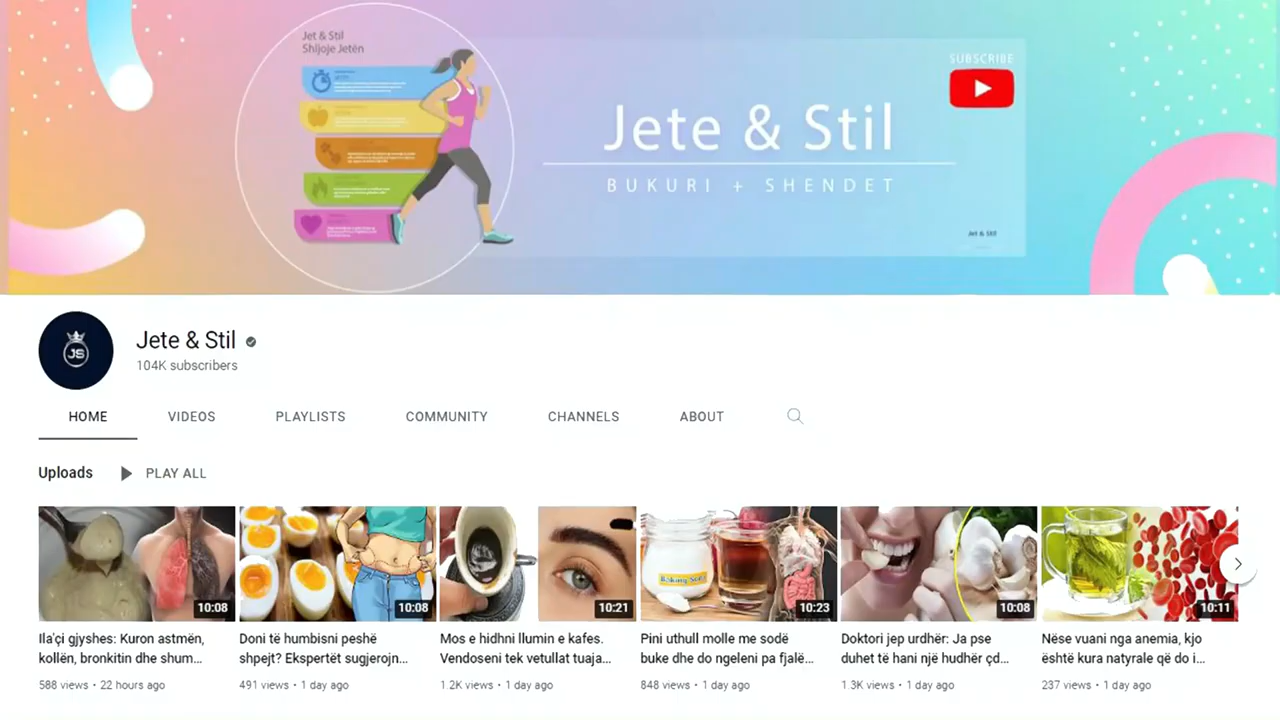 Jet & Stil
Shijoje Jetën
SUBSCRIBE
Jete & Stil
BUKURI + SHENDET
Jet & Stil
JS
Jete & Stil
104K subscribers
HOME VIDEOS PLAYLISTS COMMUNITY CHANNELS ABOUT
Uploads PLAY ALL
Baking Soda
10:08 10:08 10:21 10:23 10:08 10:11
Ila'çi gjyshes: Kuron astmën,
kollën, bronkitin dhe shum...
588 views • 22 hours ago
Doni të humbisni peshë
shpejt? Ekspertët sugjerojn...
491 views • 1 day ago
Mos e hidhni llumin e kafes.
Vendoseni tek vetullat tuaja...
1.2K views • 1 day ago
Pini uthull molle me sodë
buke dhe do ngeleni pa fjalë...
848 views • 1 day ago
Doktori jep urdhër: Ja pse
duhet të hani një hudhër çd...
1.3K views • 1 day ago
Nëse vuani nga anemia, kjo
është kura natyrale që do i...
237 views • 1 day ago